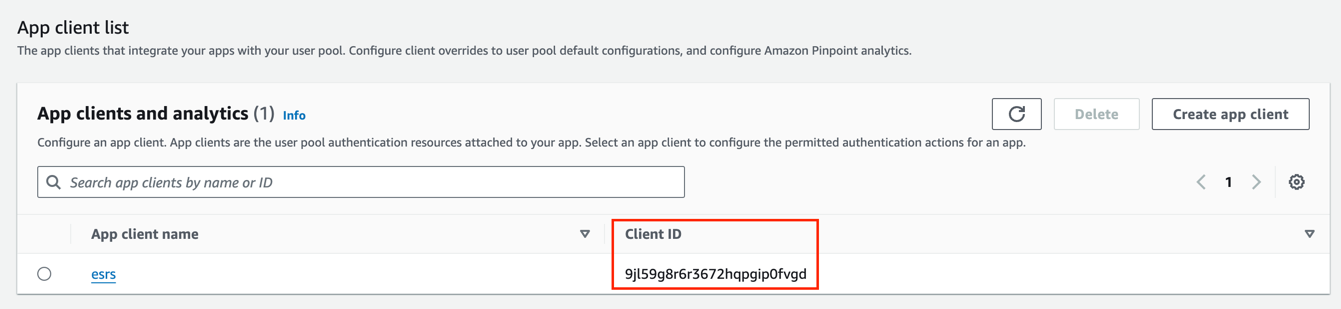 App client list
The app clients that integrate your apps with your user pool. Configure client overrides to user pool default configurations, and configure Amazon Pinpoint analytics.
App clients and analytics (1) Info
Delete
Create app client
Configure an app client. App clients are the user pool authentication resources attached to your app. Select an app client to configure the permitted authentication actions for an app.
Search app clients by name or ID
1
App client name
Client ID
esrs
9jl59g8r6r3672hqpgip0fvgd